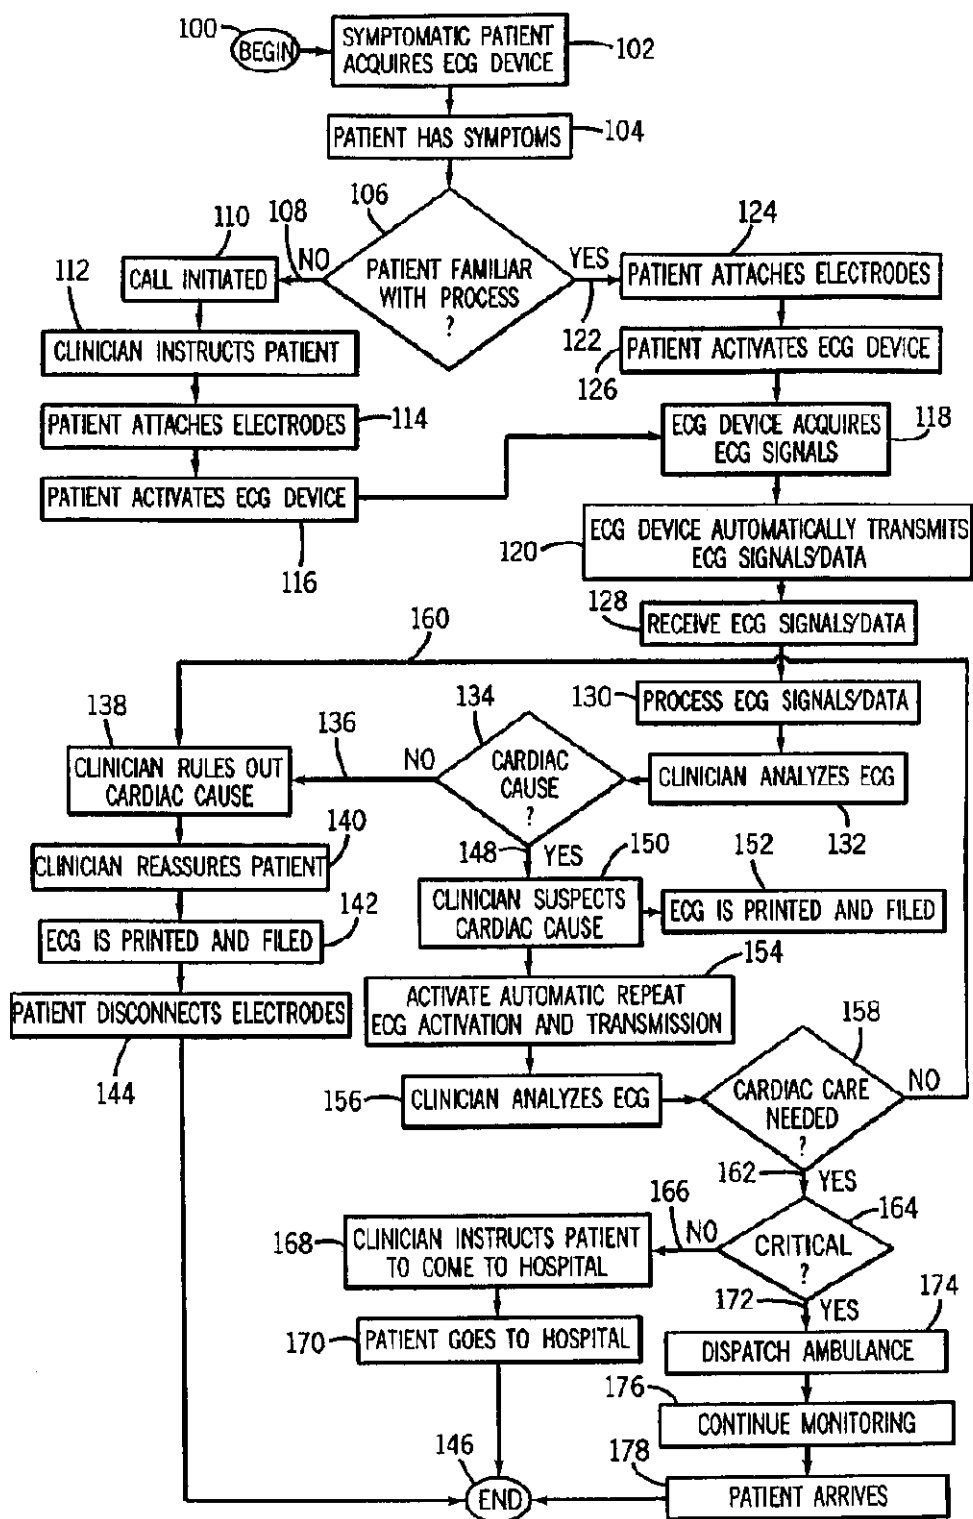 100
BEGIN
SYMPTOMATIC PATIENT
ACQUIRES ECG DEVICE
102
PATIENT HAS SYMPTOMS
104
106
108
NO
PATIENT FAMILIAR
WITH PROCESS
?
YES
122
110
CALL INITIATED
112
CLINICIAN INSTRUCTS PATIENT
PATIENT ATTACHES ELECTRODES
114
PATIENT ACTIVATES ECG DEVICE
116
124
PATIENT ATTACHES ELECTRODES
PATIENT ACTIVATES ECG DEVICE
126
ECG DEVICE ACQUIRES
ECG SIGNALS
118
120
ECG DEVICE AUTOMATICALLY TRANSMITS
ECG SIGNALS/DATA
128
RECEIVE ECG SIGNALS/DATA
160
130
PROCESS ECG SIGNALS/DATA
CLINICIAN ANALYZES ECG
132
134
CARDIAC
CAUSE
?
NO
136
138
CLINICIAN RULES OUT
CARDIAC CAUSE
140
CLINICIAN REASSURES PATIENT
142
ECG IS PRINTED AND FILED
PATIENT DISCONNECTS ELECTRODES
144
148
YES
150
CLINICIAN SUSPECTS
CARDIAC CAUSE
152
ECG IS PRINTED AND FILED
154
ACTIVATE AUTOMATIC REPEAT
ECG ACTIVATION AND TRANSMISSION
156
CLINICIAN ANALYZES ECG
158
CARDIAC CARE
NEEDED
?
NO
162
YES
164
CRITICAL
?
166
NO
168
CLINICIAN INSTRUCTS PATIENT
TO COME TO HOSPITAL
170
PATIENT GOES TO HOSPITAL
172
YES
174
DISPATCH AMBULANCE
176
CONTINUE MONITORING
178
PATIENT ARRIVES
146
END